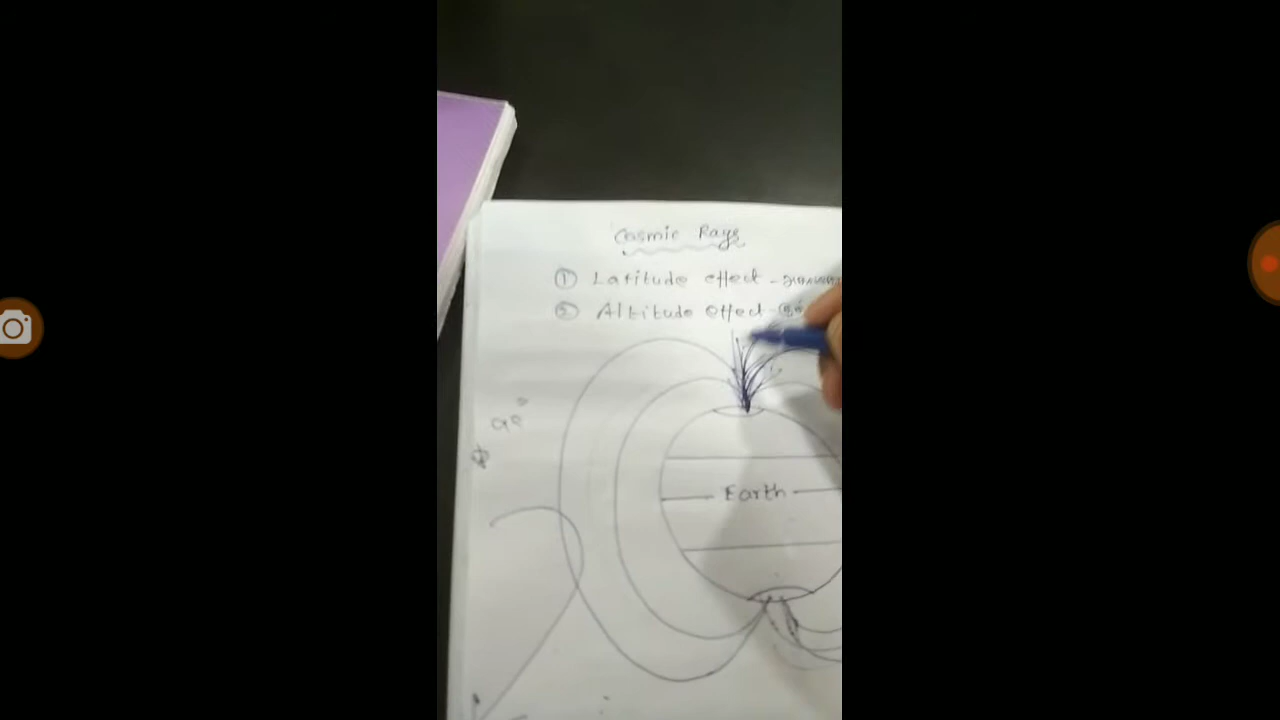 Cosmic Rays
① Latitude effect -
② Altitude effect -
90°
Earth